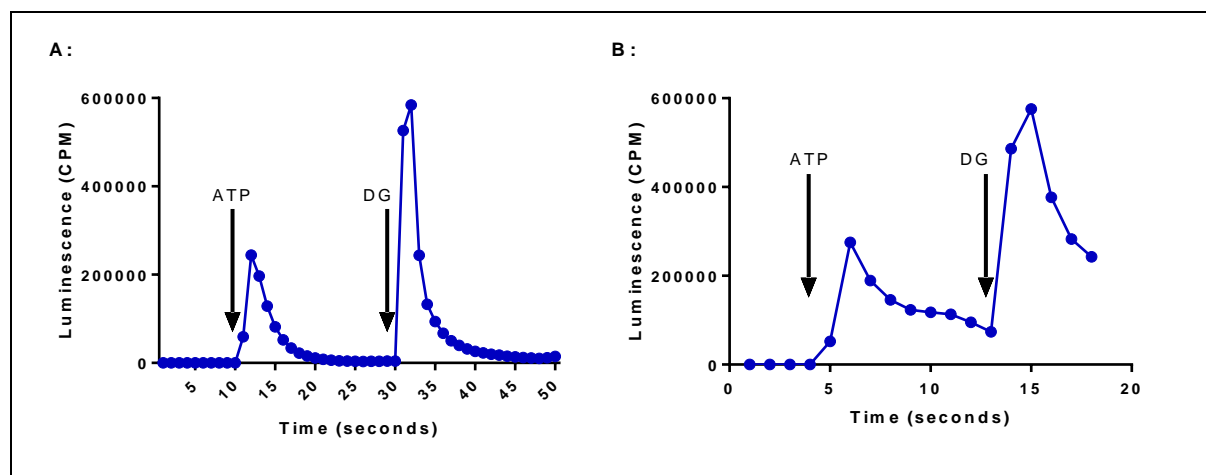 A:
B:
Luminescence (CPM)
600000
400000
200000
0
ATP
DG
5
10
15
20
25
30
35
40
45
50
Time (seconds)
Luminescence (CPM)
600000
400000
200000
0
ATP
DG
0
5
10
15
20
Time (seconds)